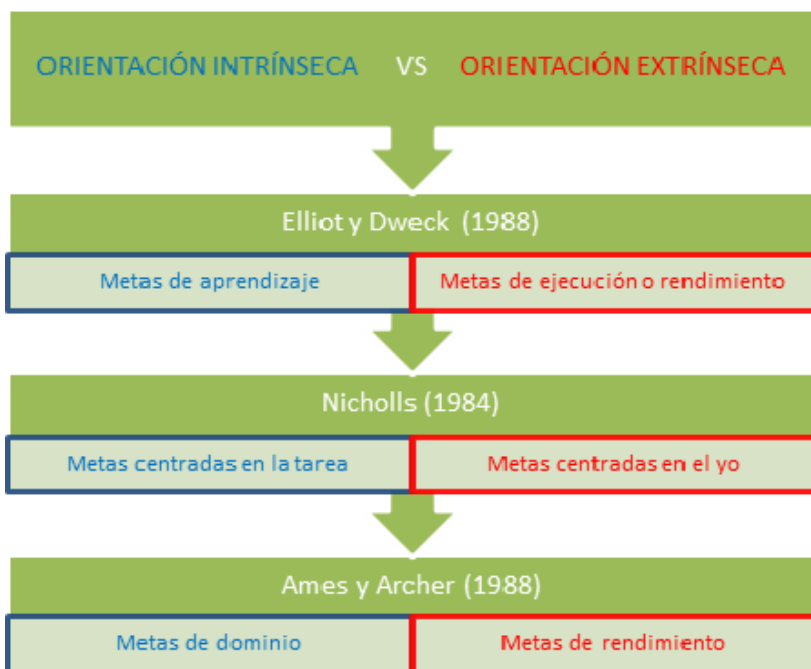 ORIENTACIÓN INTRÍNSECA VS ORIENTACIÓN EXTRÍNSECA
Elliot y Dweck (1988)
Metas de aprendizaje Metas de ejecución o rendimiento
Nicholls (1984)
Metas centradas en la tarea Metas centradas en el yo
Ames y Archer (1988)
Metas de dominio Metas de rendimiento